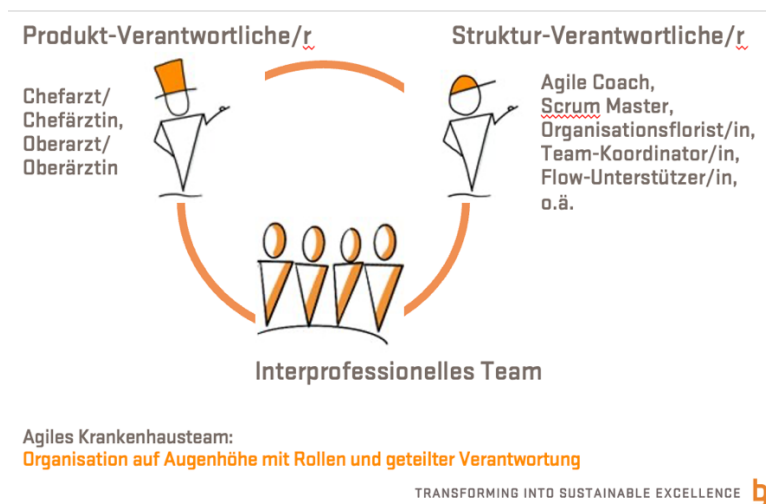 Produkt-Verantwortliche/r
Struktur-Verantwortliche/r
Chefarzt/
Chefärztin,
Oberarzt/
Oberärztin
Agile Coach,
Scrum Master,
Organisationsflorist/in,
Team-Koordinator/in,
Flow-Unterstützer/in,
o.ä.
Interprofessionelles Team
Agiles Krankenhausteam:
Organisation auf Augenhöhe mit Rollen und geteilter Verantwortung
TRANSFORMING INTO SUSTAINABLE EXCELLENCE b